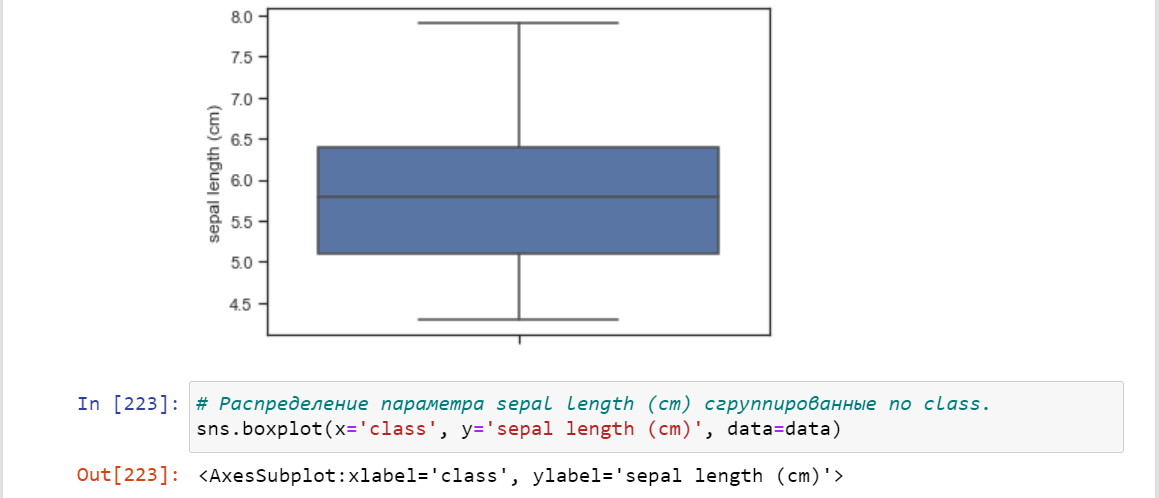 8.0
7.5
7.0
6.5
6.0
5.5
5.0
4.5
sepal length (cm)
In [223]:
# Распределение параметра sepal length (cm) сгруппированные по class.
sns.boxplot(x='class', y='sepal length (cm)', data=data)
Out[223]: <AxesSubplot:xlabel='class', ylabel='sepal length (cm)'>